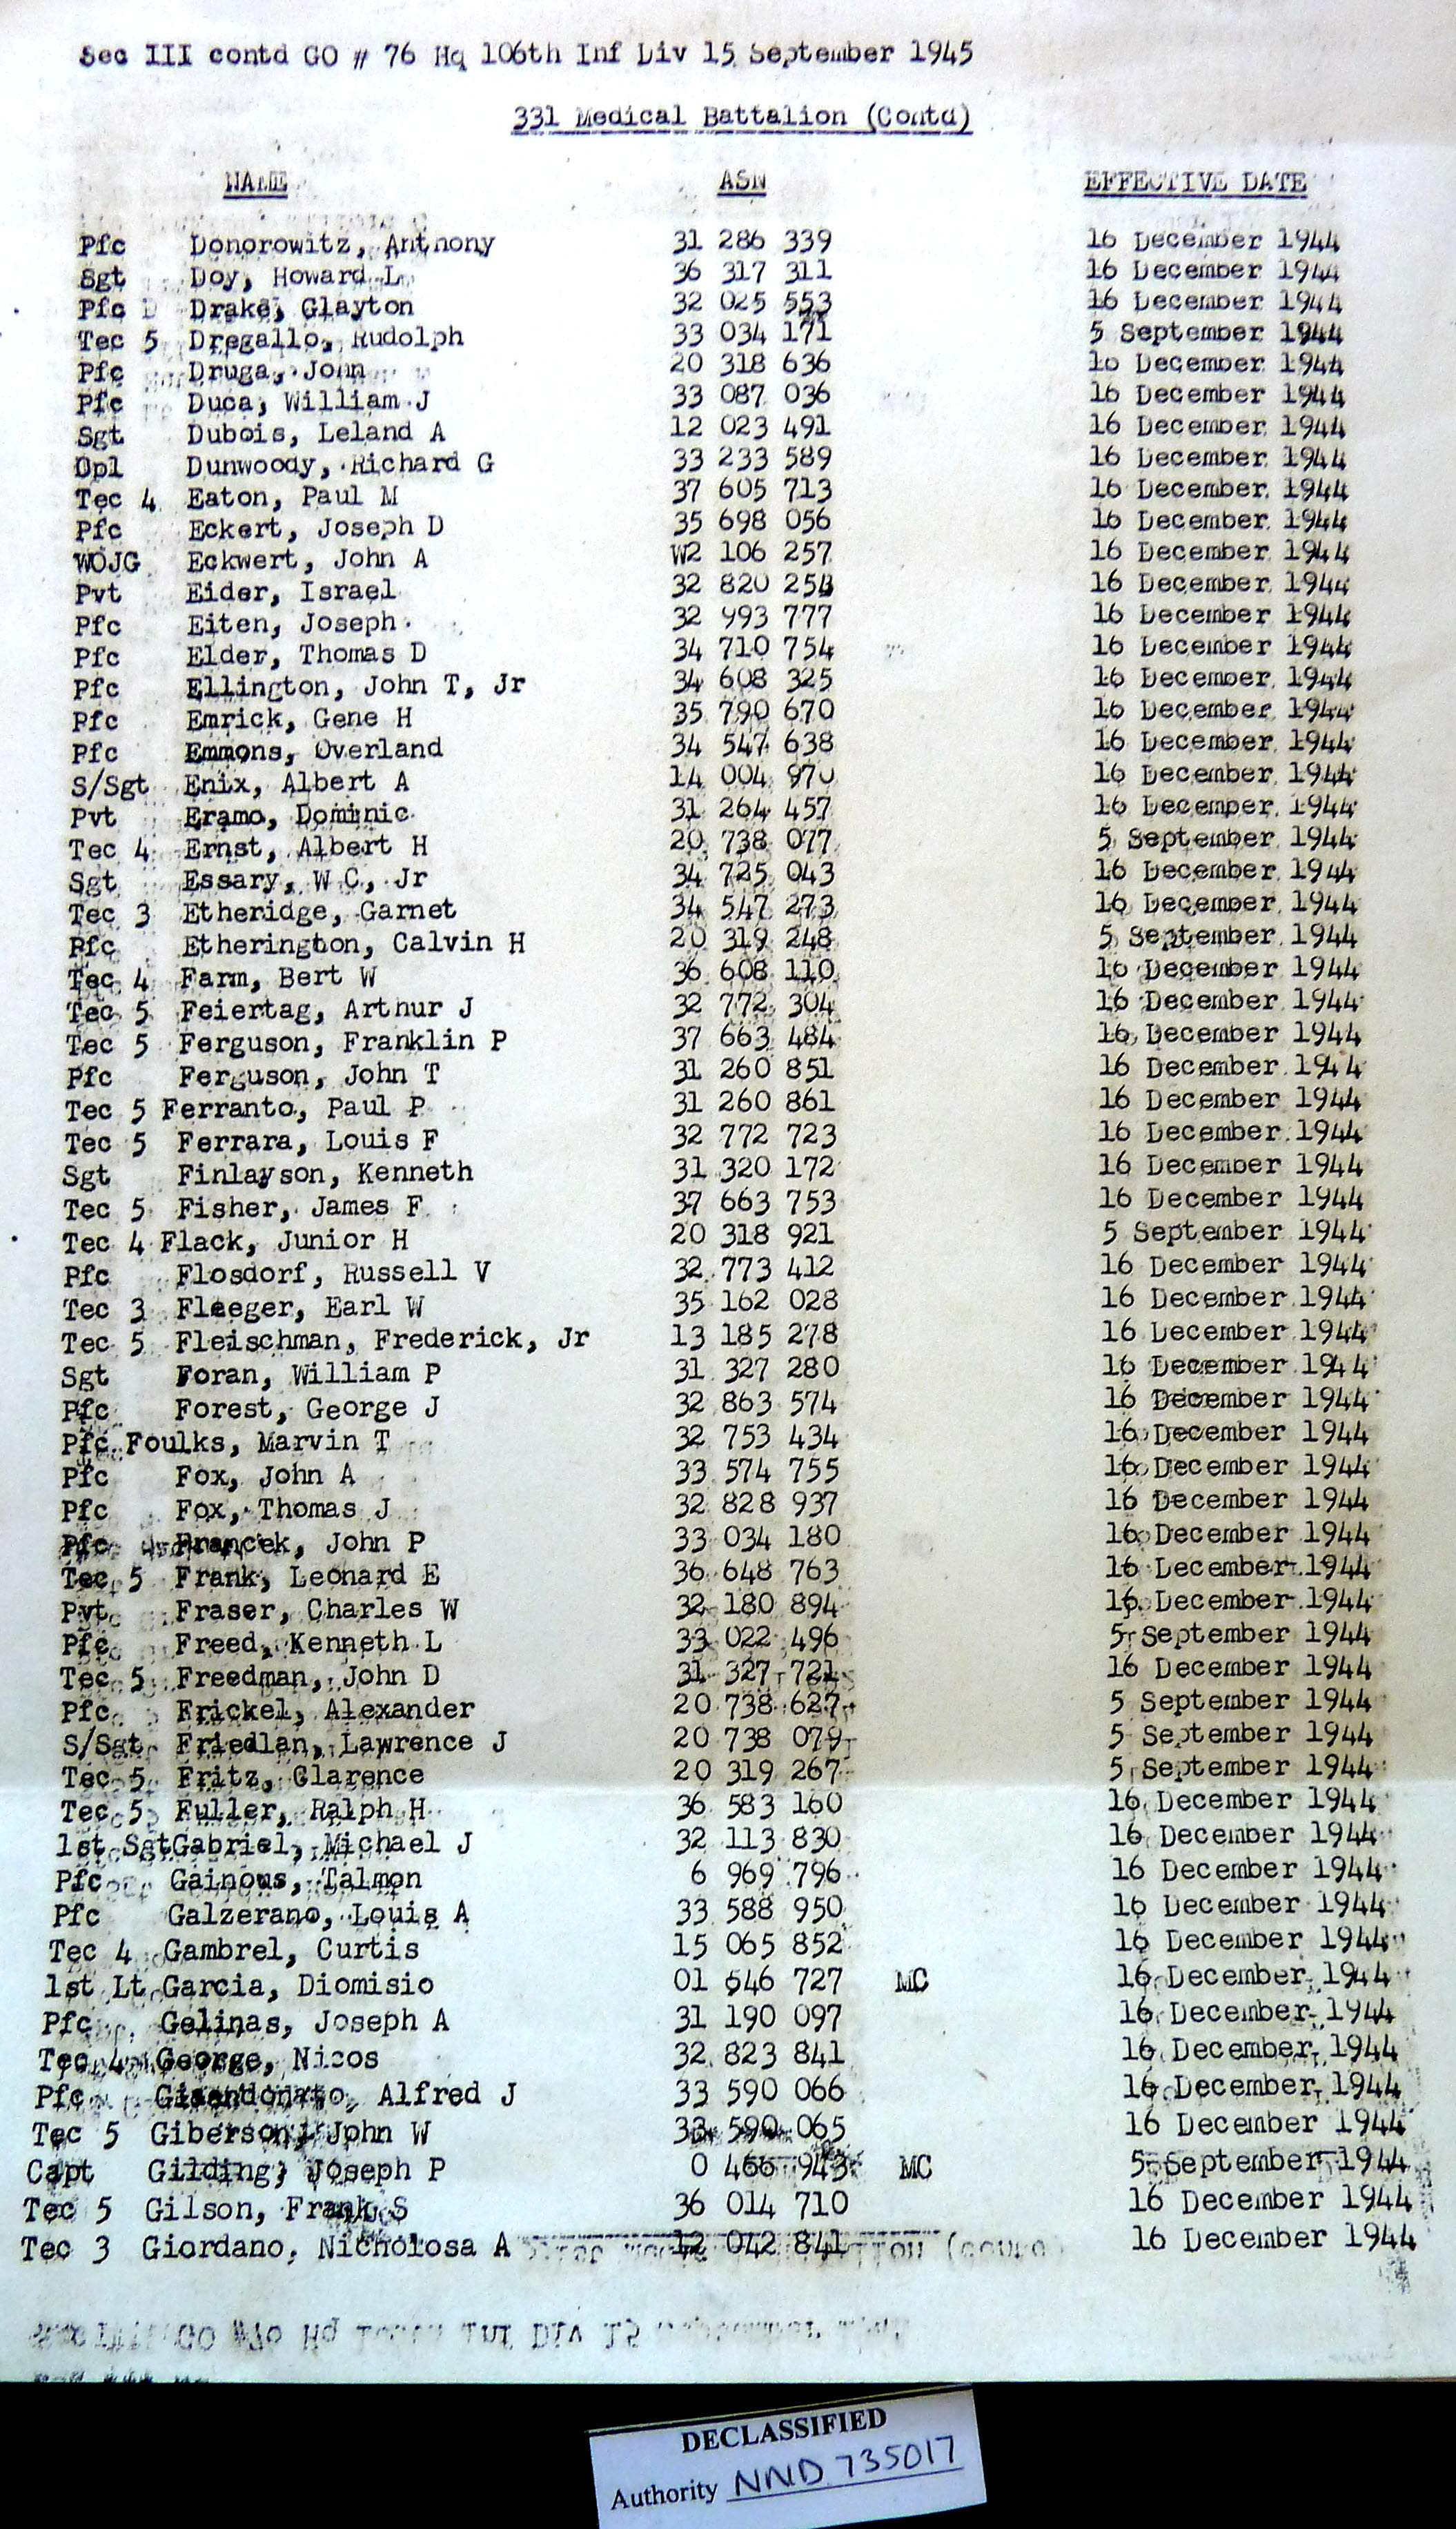 Sec III contd GO # 76 Hq 106th Inf Div 15 September 1945
331 Medical Battalion (Contd)
NAME ASN EFFECTIVE DATE
Pfc Donorowitz, Anthony 31 286 339 16 December 1944
Sgt Doy, Howard L 36 317 311 16 December 1944
Pfc Drake, Glayton 32 025 553 16 December 1944
Tec 5 Dregallo, Rudolph 33 034 171 5 September 1944
Pfc Druga, John 20 318 636 16 December 1944
Pfc Duca, William J 33 087 036 16 December 1944
Sgt Dubois, Leland A 12 023 491 16 December 1944
Cpl Dunwoody, Richard G 33 233 589 16 December 1944
Tec 4 Eaton, Paul M 37 605 713 16 December 1944
Pfc Eckert, Joseph D 35 698 056 16 December 1944
WOJG Eckwert, John A W2 106 257 16 December 1944
Pvt Eider, Israel 32 820 16 December 1944
Pfc Eiten, Joseph 32 993 777 16 December 1944
Pfc Elder, Thomas D 34 710 754 16 December 1944
Pfc Ellington, John T, Jr 34 608 325 16 December 1944
Pfc Emrick, Gene H 35 790 670 16 December 1944
Pfc Emmons, Overland 34 547 638 16 December 1944
S/Sgt Enix, Albert A 14 004 970 16 December 1944
Pvt Eramo, Dominic 31 264 457 16 December 1944
Tec 4 Ernst, Albert H 20 738 077 5 September 1944
Sgt Essary, W C, Jr 34 725 043 16 December 1944
Tec 3 Etheridge, Garnet 34 547 273 16 December 1944
Pfc Etherington, Calvin H 20 319 248 5 September 1944
Tec 4 Farm, Bert W 36 608 110 16 December 1944
Tec 5 Feiertag, Arthur J 32 772 304 16 December 1944
Tec 5 Ferguson, Franklin P 37 663 484 16 December 1944
Pfc Ferguson, John T 31 260 851 16 December 1944
Tec 5 Ferranto, Paul P 31 260 861 16 December 1944
Tec 5 Ferrara, Louis F 32 772 723 16 December 1944
Sgt Finlayson, Kenneth 31 320 172 16 December 1944
Tec 5 Fisher, James F 37 663 753 16 December 1944
Tec 4 Flack, Junior H 20 318 921 5 September 1944
Pfc Flosdorf, Russell V 32 773 412 16 December 1944
Tec 3 Fleeger, Earl W 35 162 028 16 December 1944
Tec 5 Fleischman, Frederick, Jr 13 185 278 16 December 1944
Sgt Foran, William P 31 327 280 16 December 1944
Pfc Forest, George J 32 863 574 16 December 1944
Pfc Foulks, Marvin T 32 753 434 16 December 1944
Pfc Fox, John A 33 574 755 16 December 1944
Pfc Fox, Thomas J 32 828 937 16 December 1944
Pfc Francek, John P 33 034 180 16 December 1944
Tec 5 Frank, Leonard E 36 648 763 16 December 1944
Pvt Fraser, Charles W 32 180 894 16 December 1944
Pfc Freed, Kenneth L 33 022 496 5 September 1944
Tec 5 Freedman, John D 31 327 721 16 December 1944
Pfc Frickel, Alexander 20 738 627 5 September 1944
S/Sgt Friedlan, Lawrence J 20 738 079 5 September 1944
Tec 5 Fritz, Clarence 20 319 267 5 September 1944
Tec 5 Fuller, Ralph H 36 583 160 16 December 1944
1st Sgt Gabriel, Michael J 32 113 830 16 December 1944
Pfc Gainous, Talmon 6 969 796 16 December 1944
Pfc Galzerano, Louis A 33 588 950 16 December 1944
Tec 4 Gambrel, Curtis 15 065 852 16 December 1944
1st Lt Garcia, Diomisio 01 546 727 MC 16 December 1944
Pfc Gelinas, Joseph A 31 190 097 16 December 1944
Tec 4 George, Nicos 32 823 841 16 December 1944
Pfc Alfred J 33 590 066 16 December 1944
Tec 5 Giberson, John W 33 590 065 16 December 1944
Capt Gilding, Joseph P 0 466 943 MC 5 September 1944
Tec 5 Gilson, Frank S 36 014 710 16 December 1944
Tec 3 Giordano, Nicholosa A 12 042 841 16 December 1944
DECLASSIFIED
Authority NND 735017